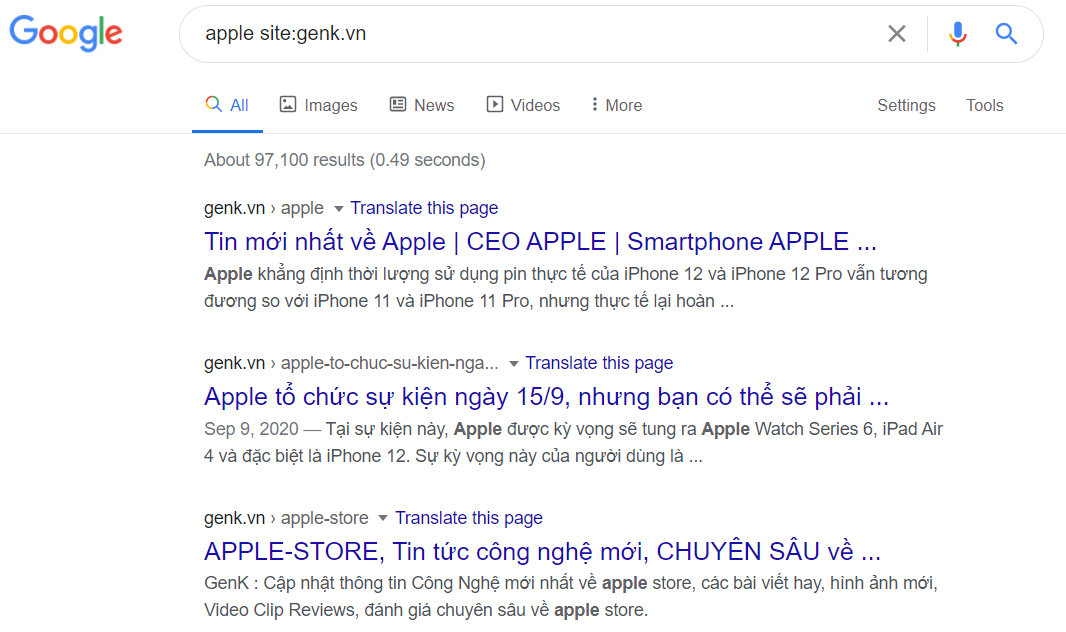 Google
apple site:genk.vn
All
Images
News
Videos
More
Settings
Tools
About 97,100 results (0.49 seconds)
genk.vn › apple Translate this page
Tin mới nhất về Apple | CEO APPLE | Smartphone APPLE ...
Apple khẳng định thời lượng sử dụng pin thực tế của iPhone 12 và iPhone 12 Pro vẫn tương
đương so với iPhone 11 và iPhone 11 Pro, nhưng thực tế lại hoàn ...
genk.vn › apple-to-chuc-su-kien-nga... Translate this page
Apple tổ chức sự kiện ngày 15/9, nhưng bạn có thể sẽ phải ...
Sep 9, 2020 — Tại sự kiện này, Apple được kỳ vọng sẽ tung ra Apple Watch Series 6, iPad Air
4 và đặc biệt là iPhone 12. Sự kỳ vọng này của người dùng là ...
genk.vn › apple-store Translate this page
APPLE-STORE, Tin tức công nghệ mới, CHUYÊN SÂU về ...
GenK : Cập nhật thông tin Công Nghệ mới nhất về apple store, các bài viết hay, hình ảnh mới,
Video Clip Reviews, đánh giá chuyên sâu về apple store.